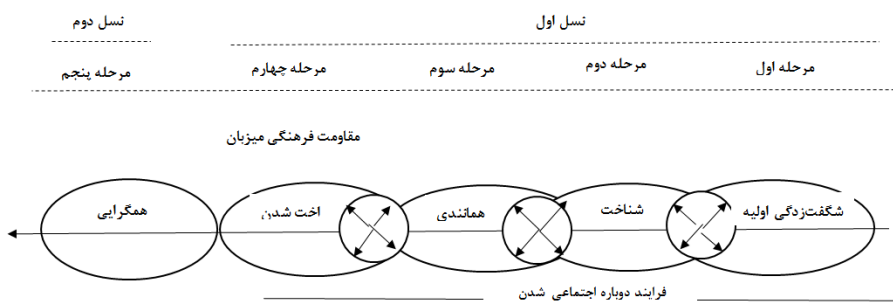 نسل اول نسل دوم
مرحله اول مرحله دوم مرحله سوم مرحله چهارم مرحله پنجم
مقاومت فرهنگی میزبان
شگفت‌زدگی اولیه شناخت همانندی اخت شدن همگرایی
فرایند دوباره اجتماعی شدن